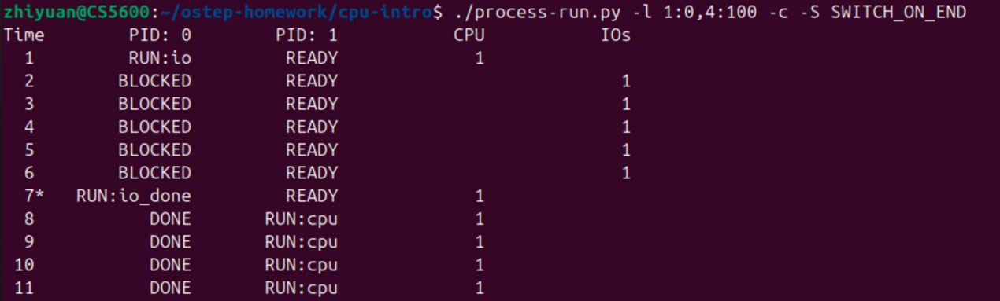 zhiyuan@CS5600:~/ostep-homework/cpu-intro$ ./process-run.py -l 1:0,4:100 -c -S SWITCH_ON_END
Time PID: 0 PID: 1 CPU IOs
1 RUN:io READY 1
2 BLOCKED READY 1
3 BLOCKED READY 1
4 BLOCKED READY 1
5 BLOCKED READY 1
6 BLOCKED READY 1
7* RUN:io_done READY 1
8 DONE RUN:cpu 1
9 DONE RUN:cpu 1
10 DONE RUN:cpu 1
11 DONE RUN:cpu 1